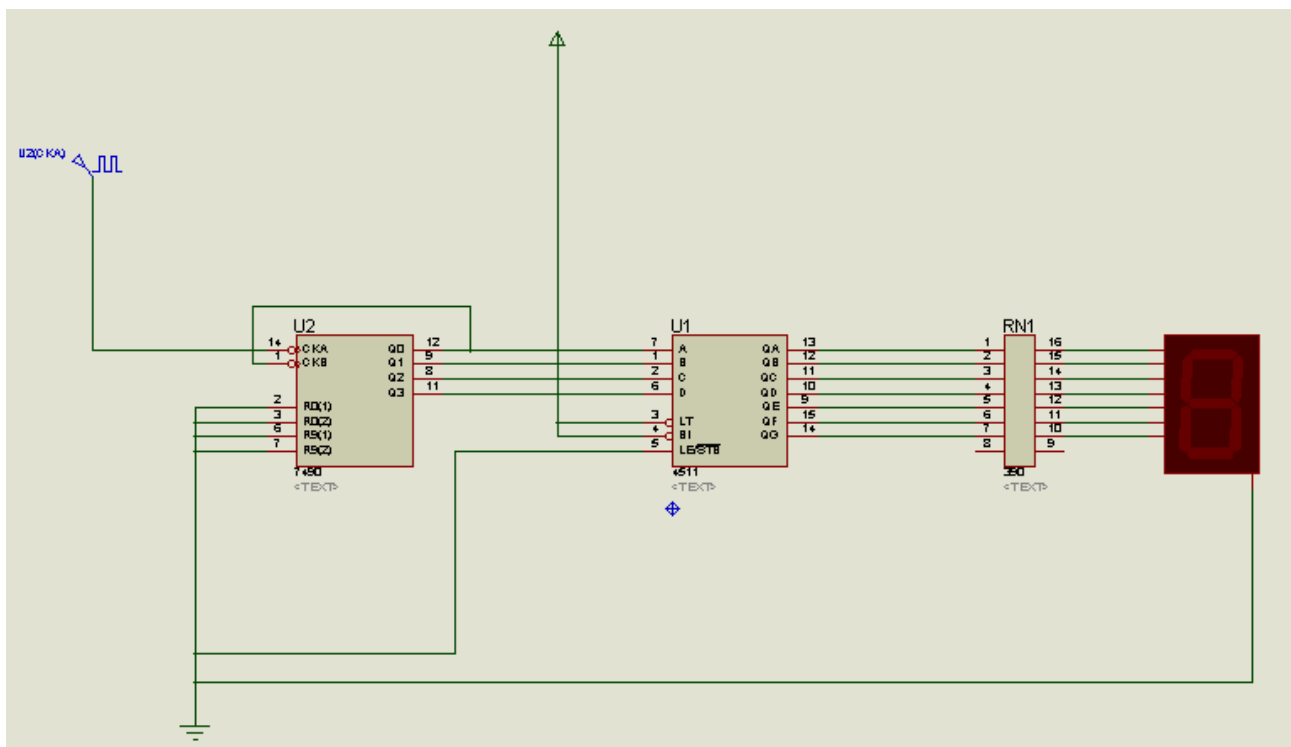 U2(CKA)
U2
14 CKA Q0 12
1 CKB Q1 9
Q2 8
Q3 11
2 R0(1)
3 R0(2)
6 R9(1)
7 R9(2)
7490
<TEXT>
U1
7 A QA 13
1 B QB 12
2 C QC 11
6 D QD 10
QE 9
3 LT QF 15
4 BI QG 14
5 LE/STB
4511
<TEXT>
RN1
1 16
2 15
3 14
4 13
5 12
6 11
7 10
8 9
390
<TEXT>